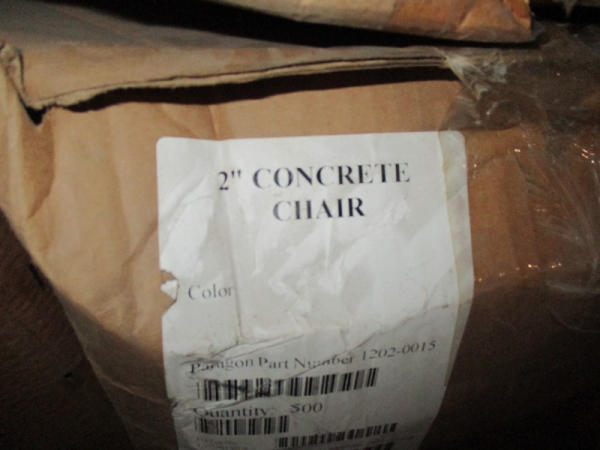 2" CONCRETE
CHAIR
Color
Paragon Part Number 1202-0015
Quantity: 500